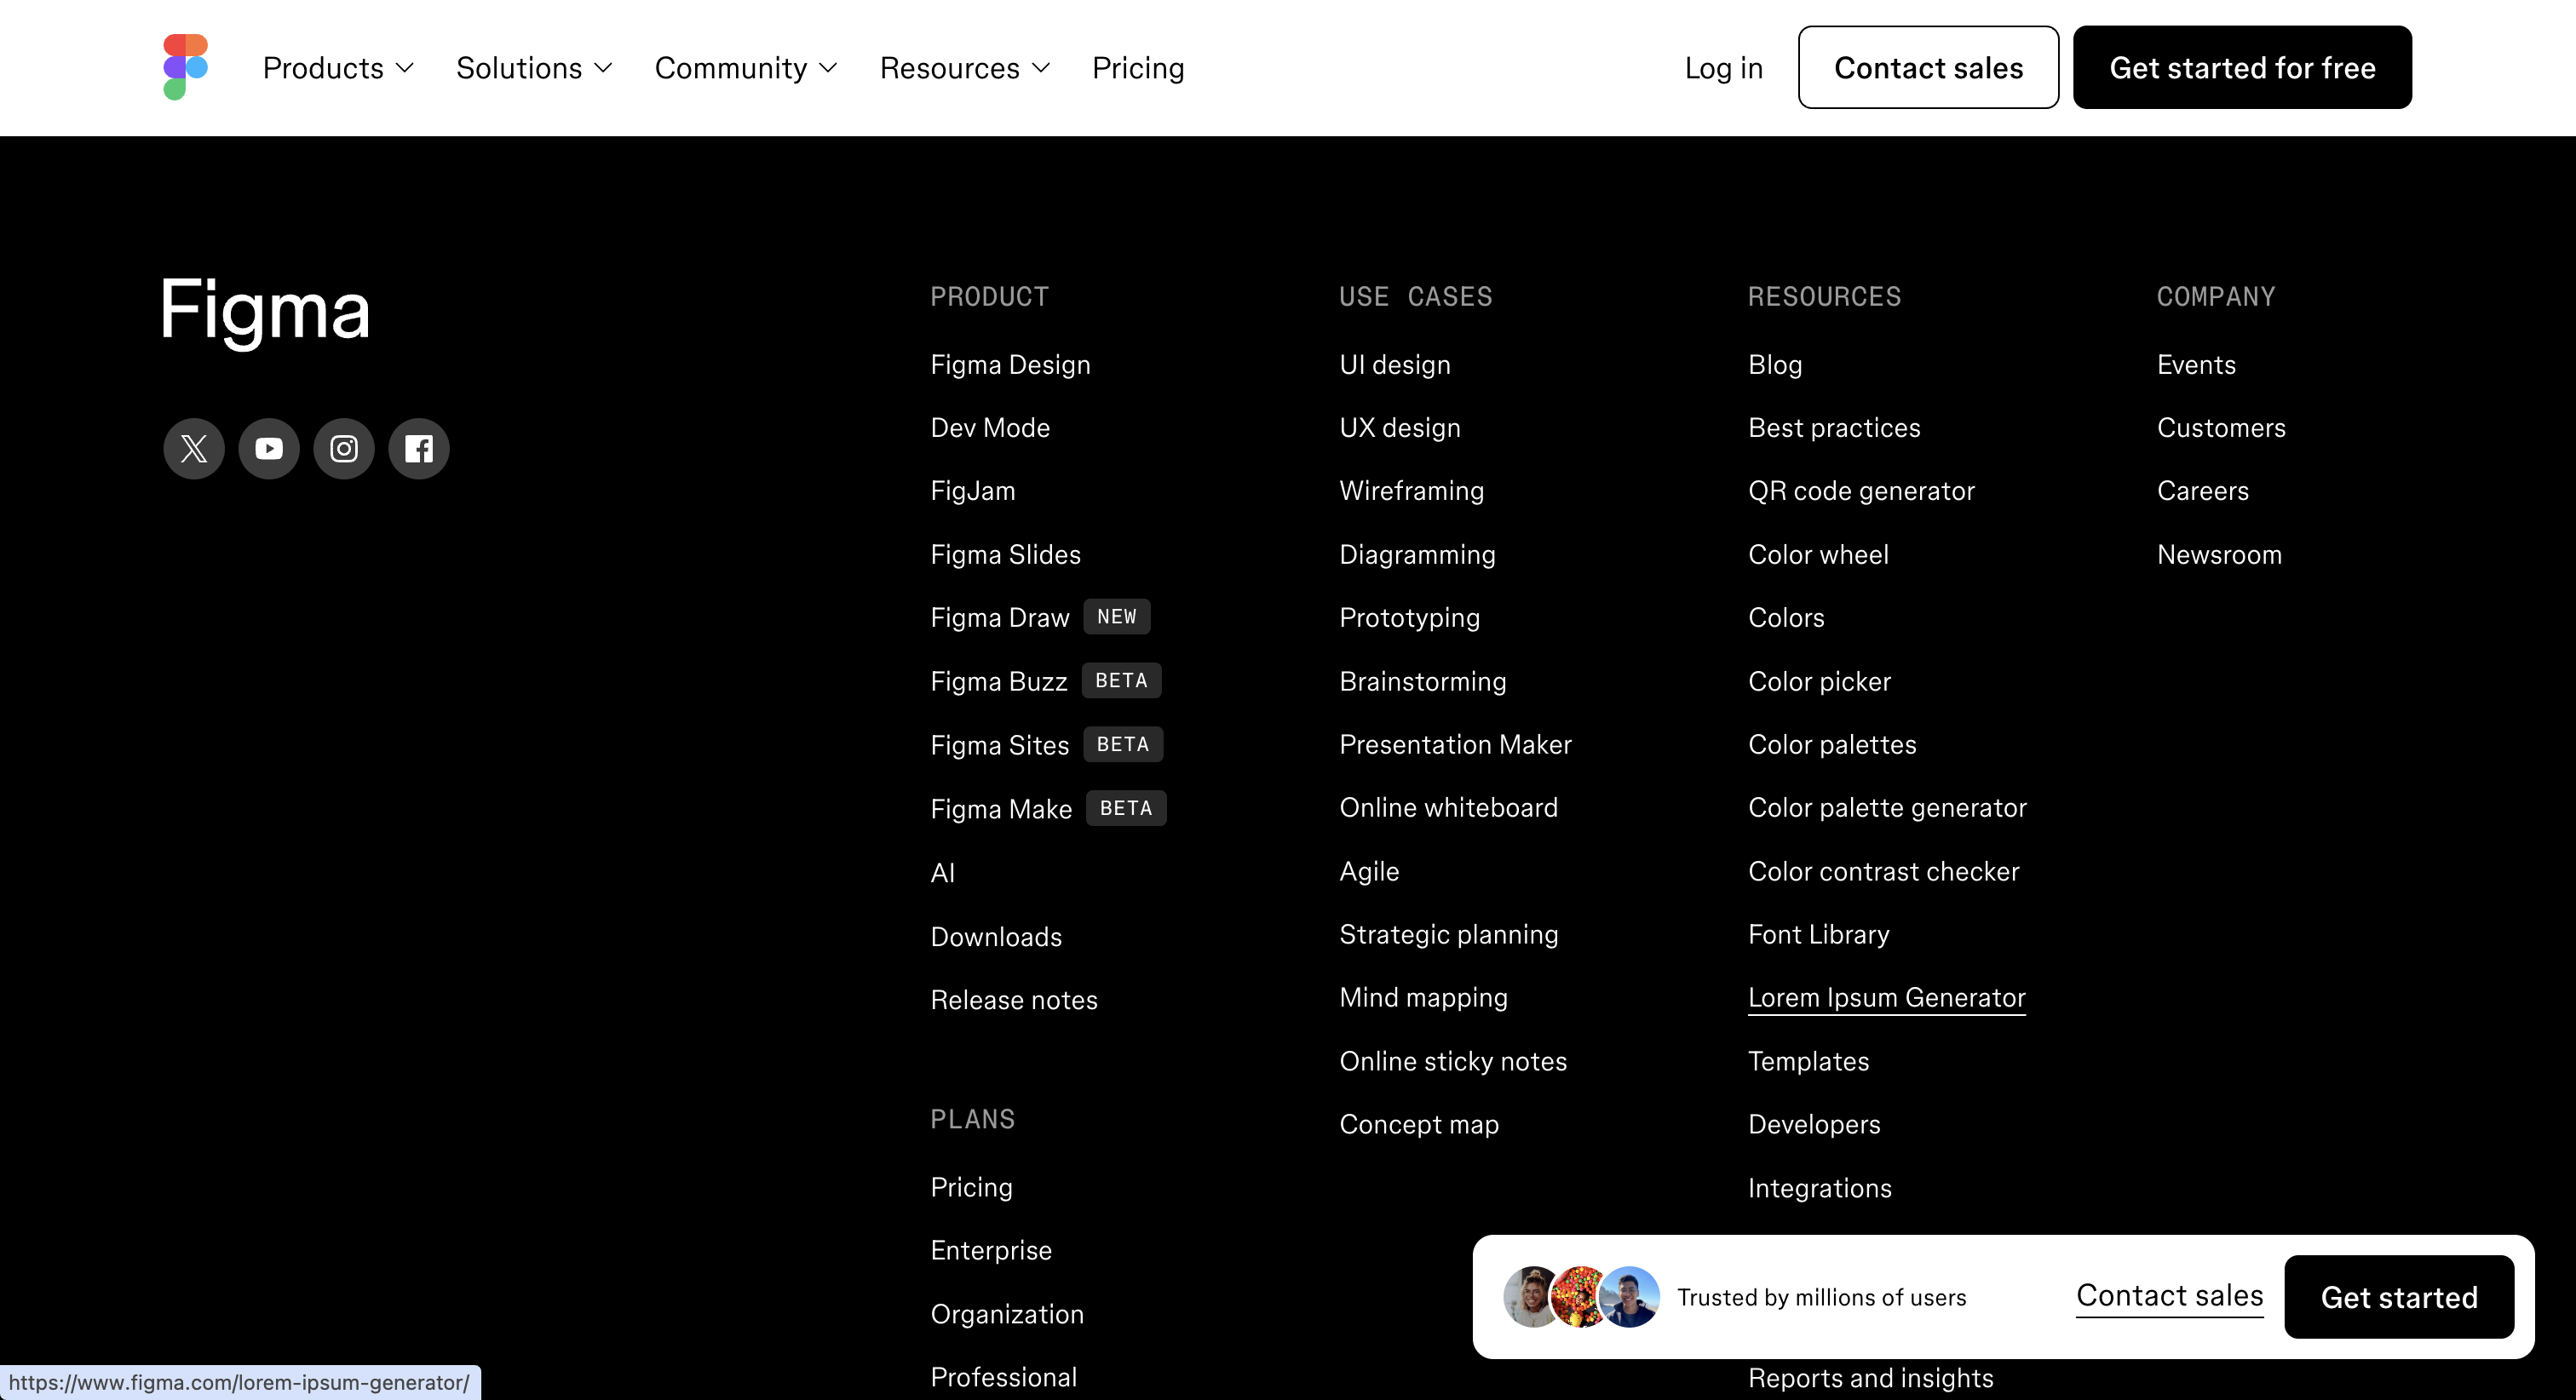 Products
Solutions
Community
Resources
Pricing
Log in
Contact sales
Get started for free
Figma
PRODUCT
Figma Design
Dev Mode
FigJam
Figma Slides
Figma Draw NEW
Figma Buzz BETA
Figma Sites BETA
Figma Make BETA
AI
Downloads
Release notes
PLANS
Pricing
Enterprise
Organization
Professional
USE CASES
UI design
UX design
Wireframing
Diagramming
Prototyping
Brainstorming
Presentation Maker
Online whiteboard
Agile
Strategic planning
Mind mapping
Online sticky notes
Concept map
RESOURCES
Blog
Best practices
QR code generator
Color wheel
Colors
Color picker
Color palettes
Color palette generator
Color contrast checker
Font Library
Lorem Ipsum Generator
Templates
Developers
Integrations
Reports and insights
COMPANY
Events
Customers
Careers
Newsroom
Trusted by millions of users
Contact sales
Get started
https://www.figma.com/lorem-ipsum-generator/